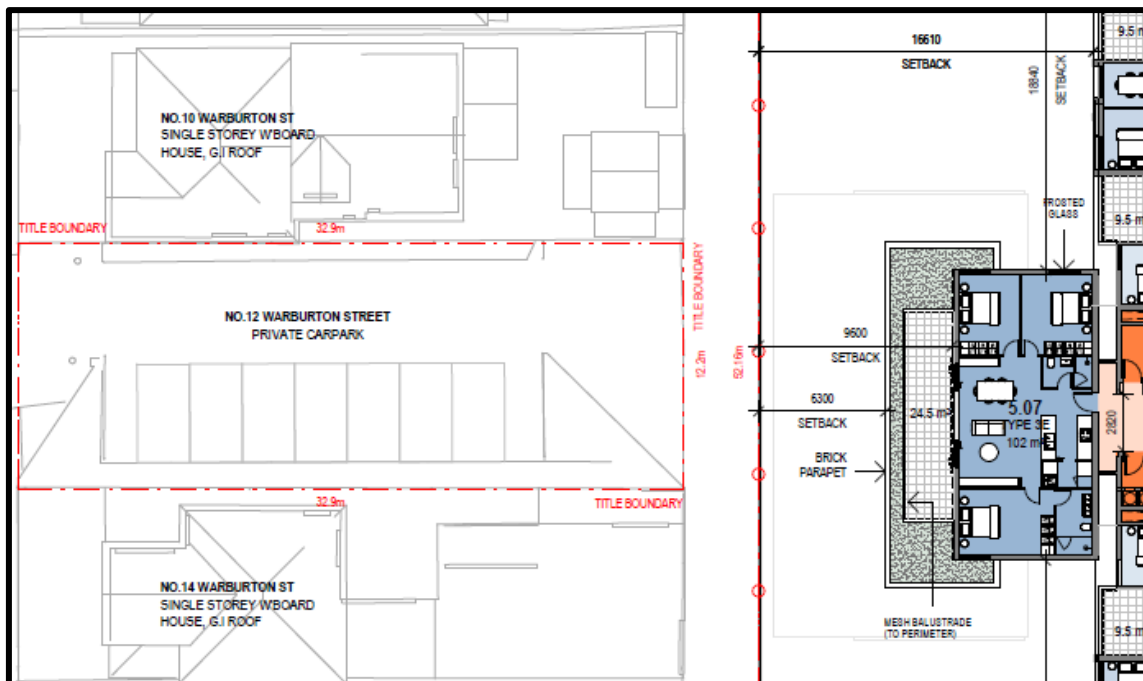 9.5 m
16610
SETBACK
18840
SETBACK
NO.10 WARBURTON ST
SINGLE STOREY W'BOARD
HOUSE, G.I ROOF
FROSTED
GLASS
9.5 m
TITLE BOUNDARY
32.9m
TITLE BOUNDARY
12.2m
52.16m
NO.12 WARBURTON STREET
PRIVATE CARPARK
9600
SETBACK
6300
SETBACK
24.5 m²
5.07
TYPE 3E
102 m²
2820
BRICK
PARAPET
32.9m
TITLE BOUNDARY
NO.14 WARBURTON ST
SINGLE STOREY W'BOARD
HOUSE, G.I ROOF
MESH BALUSTRADE
(TO PERIMETER)
9.5 m